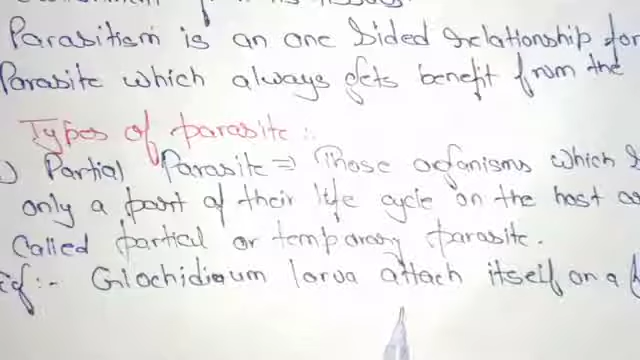 Parasitism is an one sided relationship for
Parasite which always gets benefit from the
Types of parasite :
Partial Parasite ⇒ Those organisms which
only a part of their life cycle on the host
Called partial or temporary parasite.
eg :- Glochidium larva attach itself on a